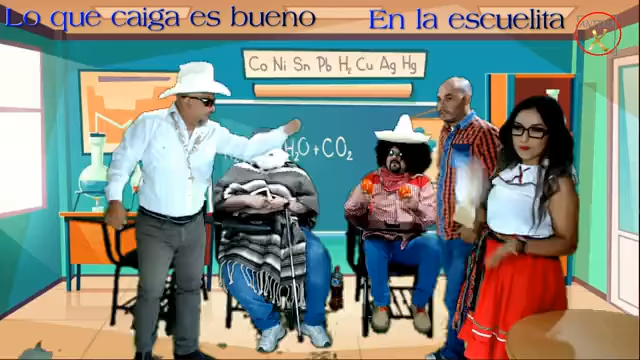 Lo que caiga es bueno
En la escuelita
Co Ni Sn Pb H₂ Cu Ag Hg
H₂O + CO₂